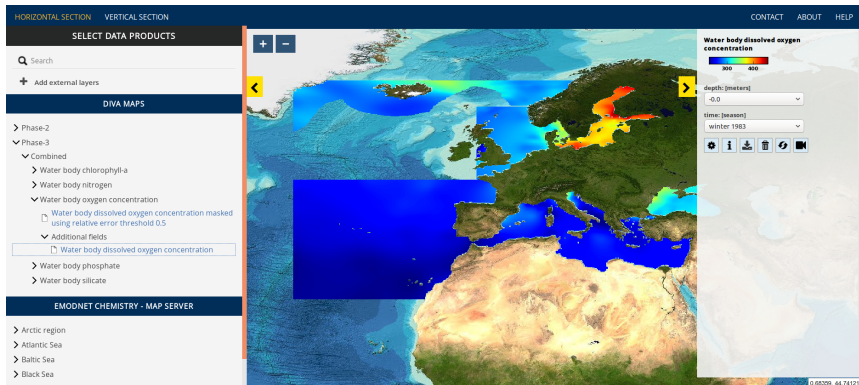 HORIZONTAL SECTION VERTICAL SECTION CONTACT ABOUT HELP
SELECT DATA PRODUCTS
Search
Add external layers
DIVA MAPS
Phase-2
Phase-3
Combined
Water body chlorophyll-a
Water body nitrogen
Water body oxygen concentration
Water body dissolved oxygen concentration masked
using relative error threshold 0.5
Additional fields
Water body dissolved oxygen concentration
Water body phosphate
Water body silicate
EMODNET CHEMISTRY - MAP SERVER
Arctic region
Atlantic Sea
Baltic Sea
Black Sea
Water body dissolved oxygen
concentration
300 400
depth: [meters]
-0.0
time: [season]
winter 1983
0.68359, 44.74121